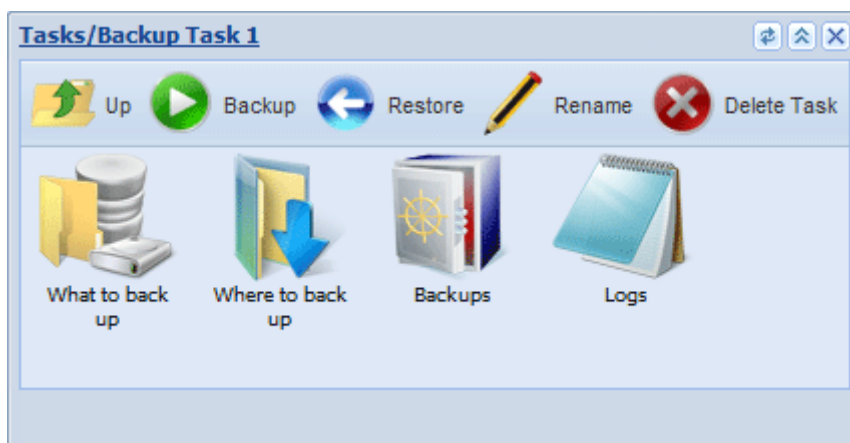 Tasks/Backup Task 1
Up Backup Restore Rename Delete Task
What to back up
Where to back up
Backups
Logs